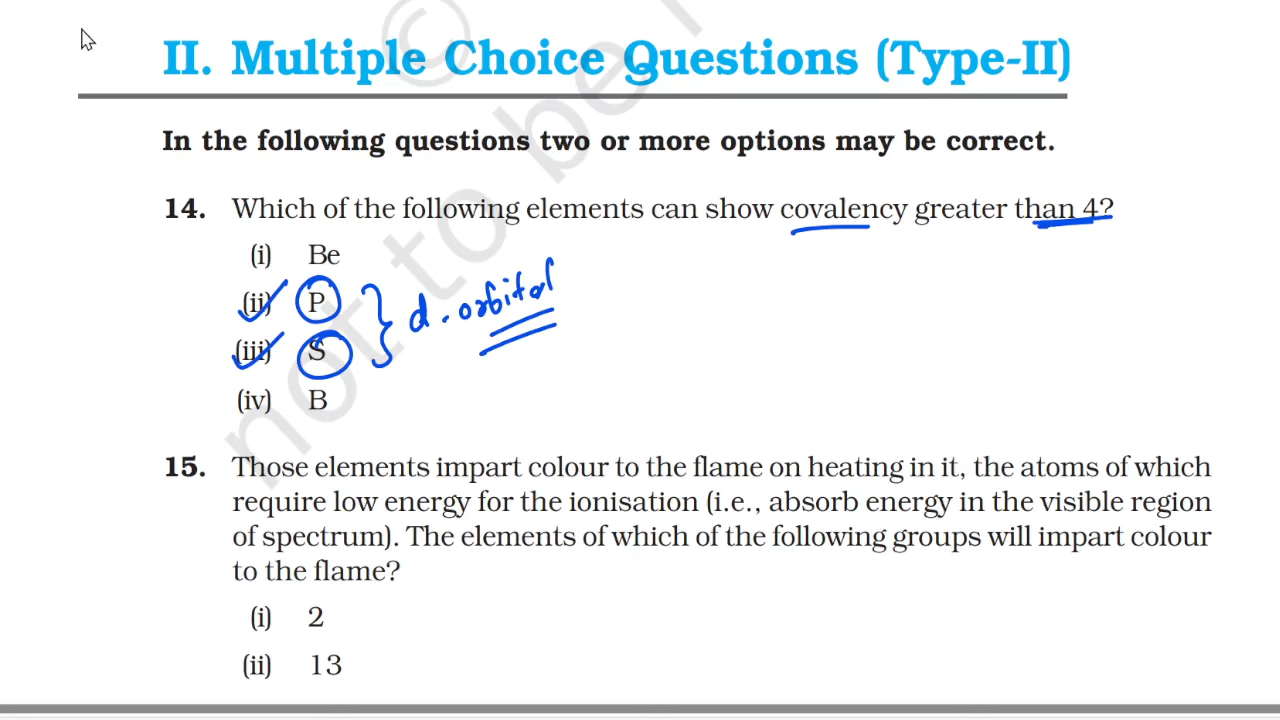 II. Multiple Choice Questions (Type-II)
In the following questions two or more options may be correct.
14. Which of the following elements can show covalency greater than 4?
(i) Be
(ii) P
(iii) S
d. orbital
(iv) B
15. Those elements impart colour to the flame on heating in it, the atoms of which
require low energy for the ionisation (i.e., absorb energy in the visible region
of spectrum). The elements of which of the following groups will impart colour
to the flame?
(i) 2
(ii) 13
©
not to be r